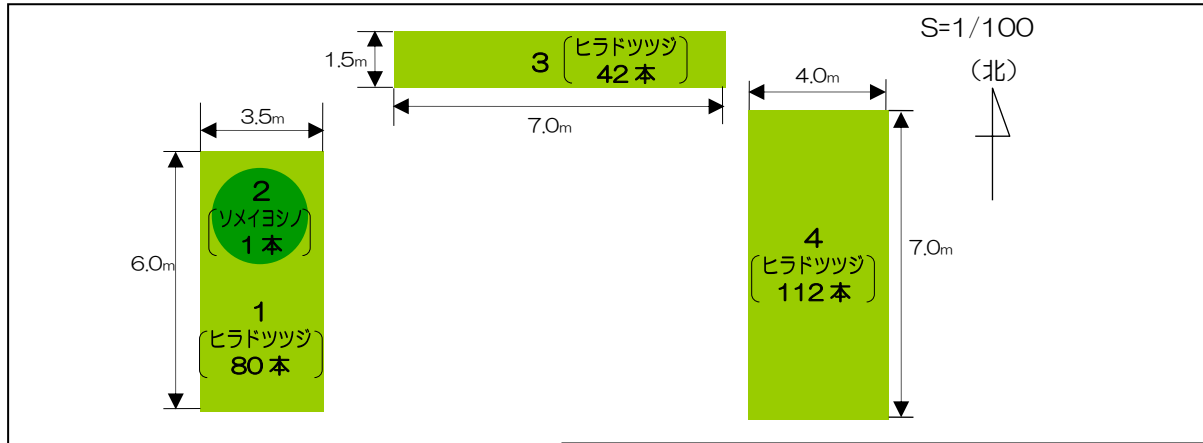 S=1/100
(北)
1.5m
3
ヒラドツツジ
42本
7.0m
4.0m
3.5m
6.0m
2
ソメイヨシノ
1本
1
ヒラドツツジ
80本
4
ヒラドツツジ
112本
7.0m